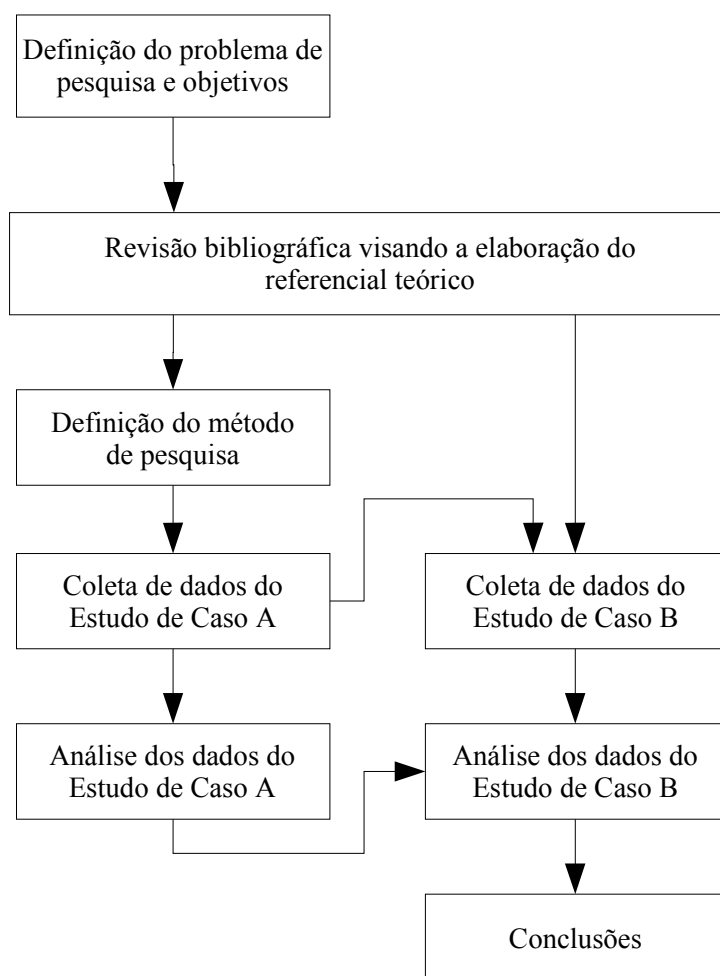 Definição do problema de
pesquisa e objetivos
Revisão bibliográfica visando a elaboração do
referencial teórico
Definição do método
de pesquisa
Coleta de dados do
Estudo de Caso A
Coleta de dados do
Estudo de Caso B
Análise dos dados do
Estudo de Caso A
Análise dos dados do
Estudo de Caso B
Conclusões